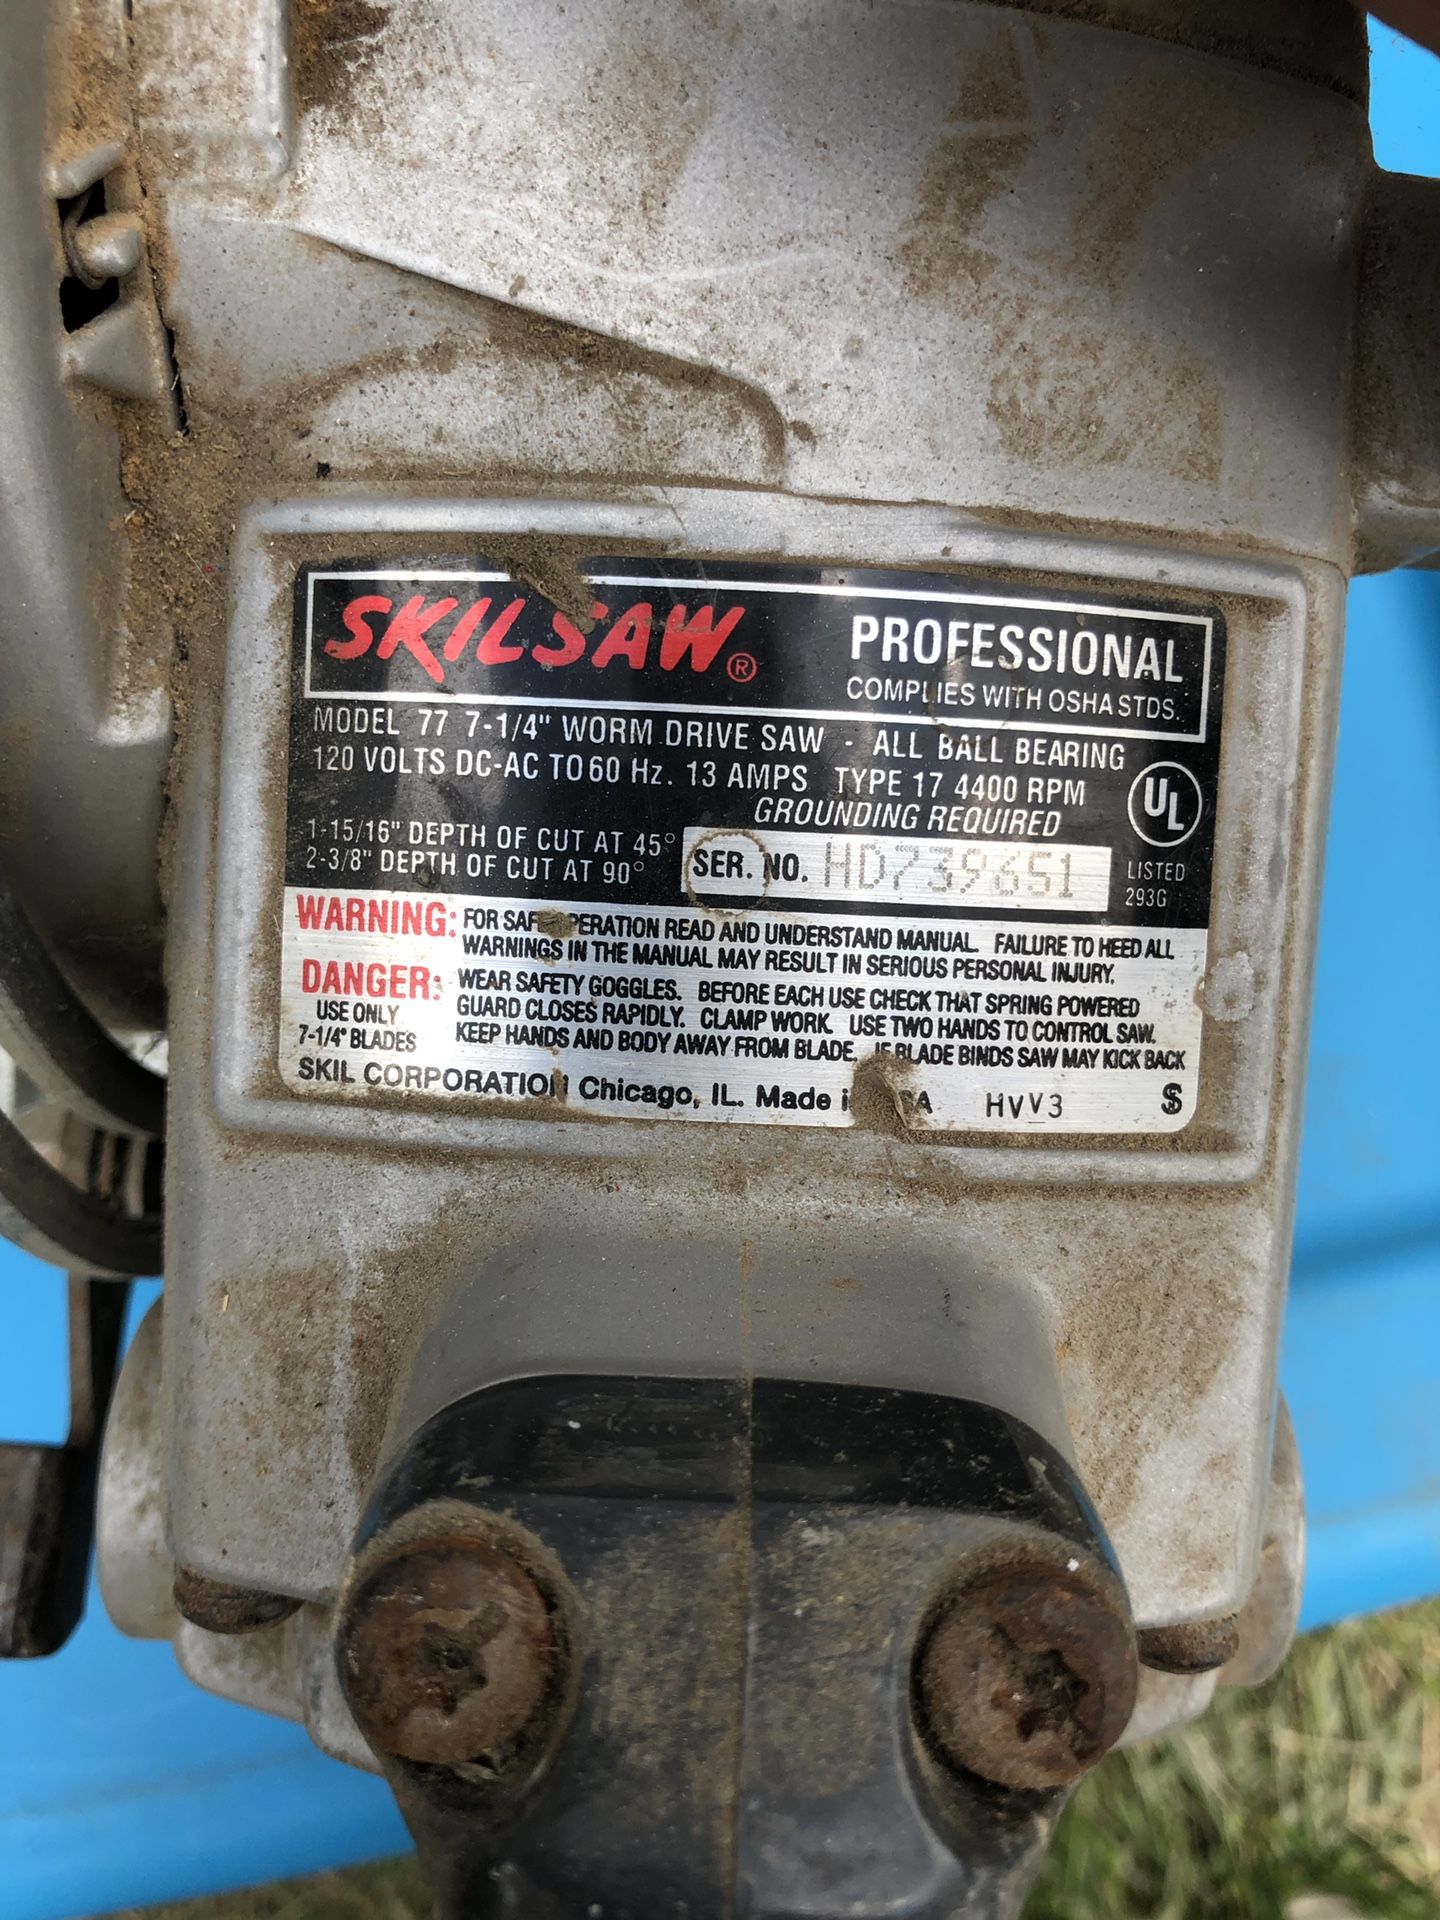 SKILSAW®
PROFESSIONAL
COMPLIES WITH OSHA STDS.
MODEL 77 7-1/4" WORM DRIVE SAW - ALL BALL BEARING
120 VOLTS DC-AC TO 60 Hz. 13 AMPS TYPE 17 4400 RPM
GROUNDING REQUIRED
UL
LISTED
293G
1-15/16" DEPTH OF CUT AT 45°
2-3/8" DEPTH OF CUT AT 90°
SER. NO. HD739651
WARNING: FOR SAFE OPERATION READ AND UNDERSTAND MANUAL. FAILURE TO HEED ALL
WARNINGS IN THE MANUAL MAY RESULT IN SERIOUS PERSONAL INJURY.
DANGER: WEAR SAFETY GOGGLES. BEFORE EACH USE CHECK THAT SPRING POWERED
GUARD CLOSES RAPIDLY. CLAMP WORK. USE TWO HANDS TO CONTROL SAW.
KEEP HANDS AND BODY AWAY FROM BLADE. IF BLADE BINDS SAW MAY KICK BACK
USE ONLY
7-1/4" BLADES
SKIL CORPORATION Chicago, IL. Made in USA HVV3 S